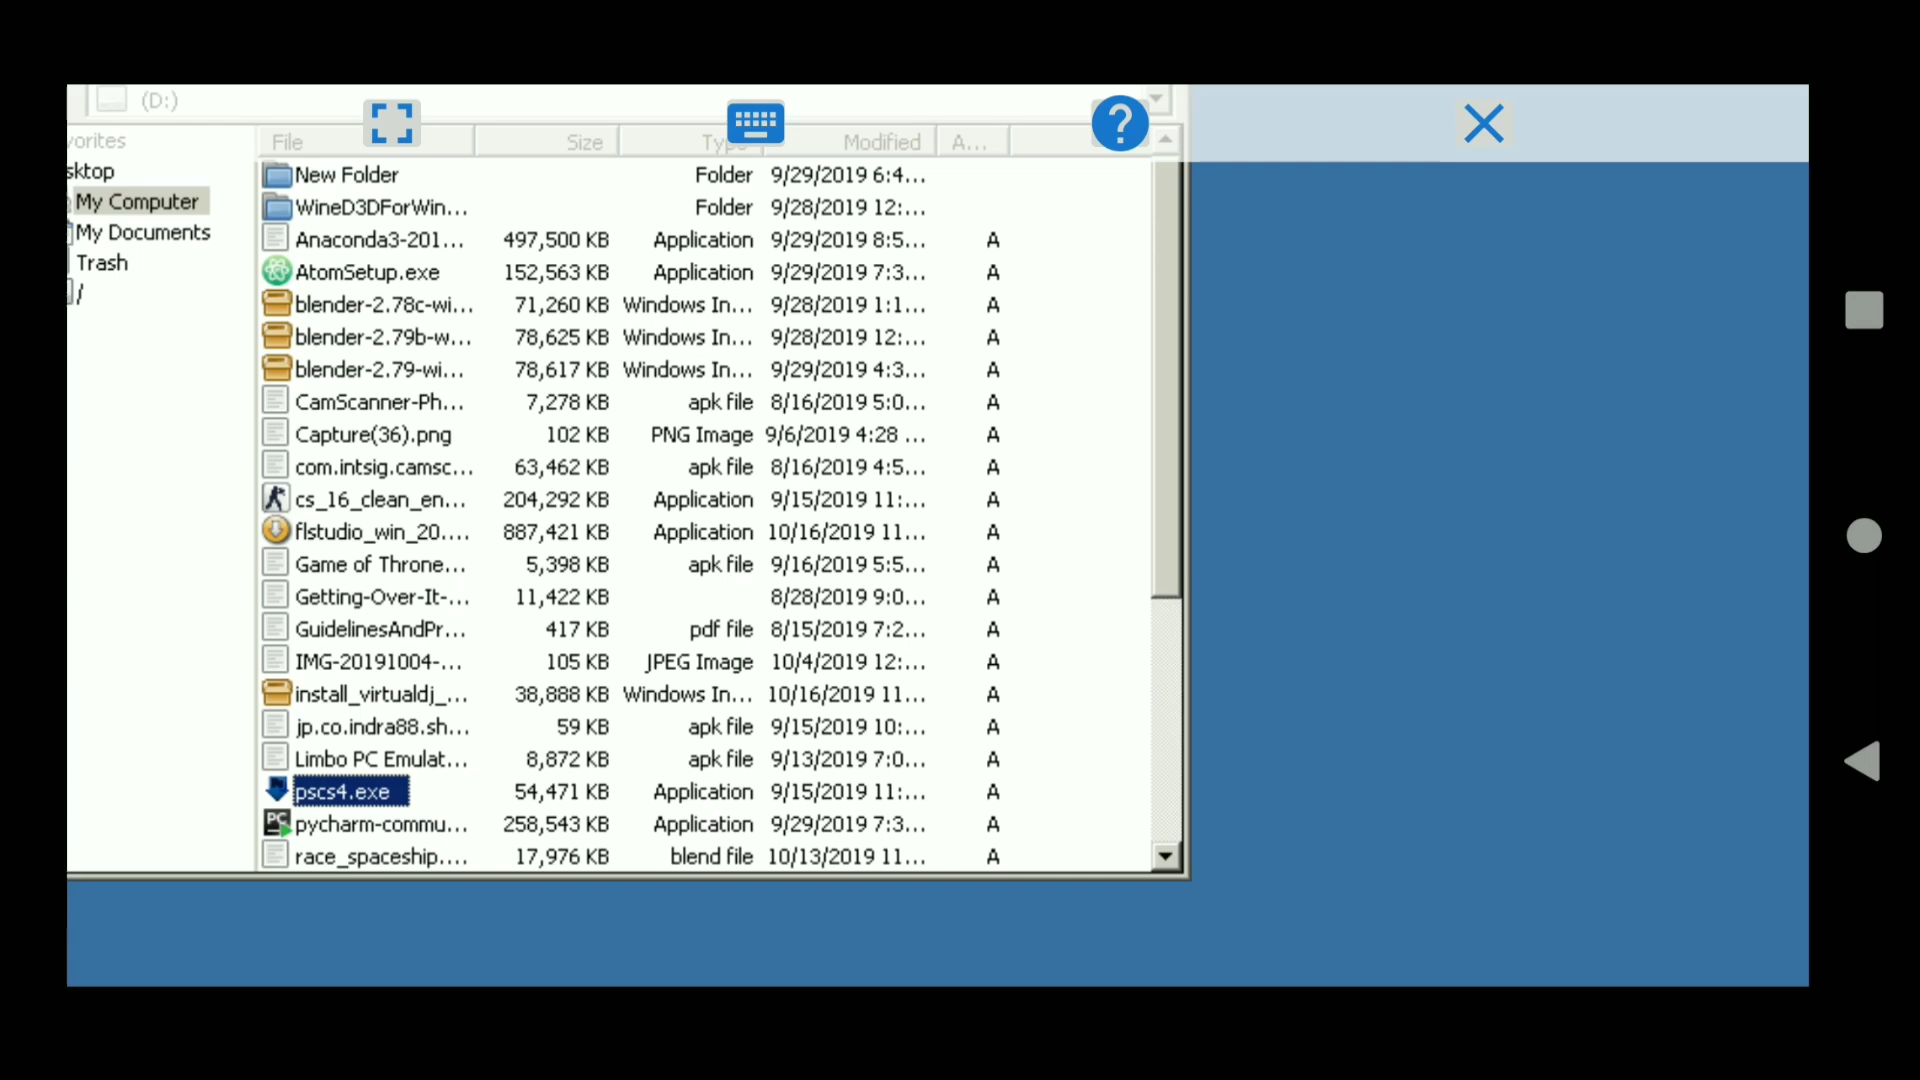 (D:)
vorites
File Size Type Modified A...
sktop
My Computer
My Documents
Trash
/
New Folder Folder 9/29/2019 6:4...
WineD3DForWin... Folder 9/28/2019 12:...
Anaconda3-201... 497,500 KB Application 9/29/2019 8:5... A
AtomSetup.exe 152,563 KB Application 9/29/2019 7:3... A
blender-2.78c-wi... 71,260 KB Windows In... 9/28/2019 1:1... A
blender-2.79b-w... 78,625 KB Windows In... 9/28/2019 12:... A
blender-2.79-wi... 78,617 KB Windows In... 9/29/2019 4:3... A
CamScanner-Ph... 7,278 KB apk file 8/16/2019 5:0... A
Capture(36).png 102 KB PNG Image 9/6/2019 4:28 ... A
com.intsig.camsc... 63,462 KB apk file 8/16/2019 4:5... A
cs_16_clean_en... 204,292 KB Application 9/15/2019 11:... A
flstudio_win_20.... 887,421 KB Application 10/16/2019 11... A
Game of Throne... 5,398 KB apk file 9/16/2019 5:5... A
Getting-Over-It-... 11,422 KB 8/28/2019 9:0... A
GuidelinesAndPr... 417 KB pdf file 8/15/2019 7:2... A
IMG-20191004-... 105 KB JPEG Image 10/4/2019 12:... A
install_virtualdj_... 38,888 KB Windows In... 10/16/2019 11... A
jp.co.indra88.sh... 59 KB apk file 9/15/2019 10:... A
Limbo PC Emulat... 8,872 KB apk file 9/13/2019 7:0... A
pscs4.exe 54,471 KB Application 9/15/2019 11:... A
pycharm-commu... 258,543 KB Application 9/29/2019 7:3... A
race_spaceship.... 17,976 KB blend file 10/13/2019 11... A